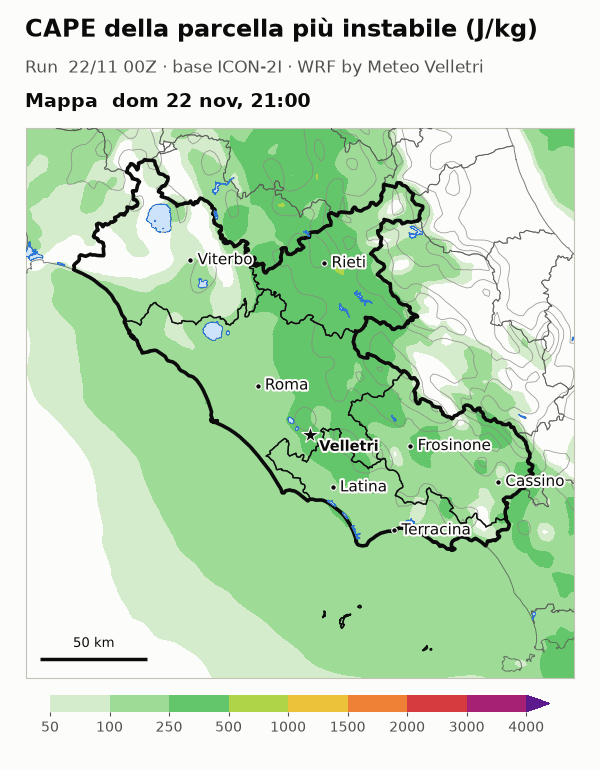 CAPE della parcella più instabile (J/kg)
Run 22/11 00Z · base ICON-2I · WRF by Meteo Velletri
Mappa dom 22 nov, 21:00
Viterbo
Rieti
Roma
Velletri
Frosinone
Cassino
Latina
Terracina
50 km
50 100 250 500 1000 1500 2000 3000 4000